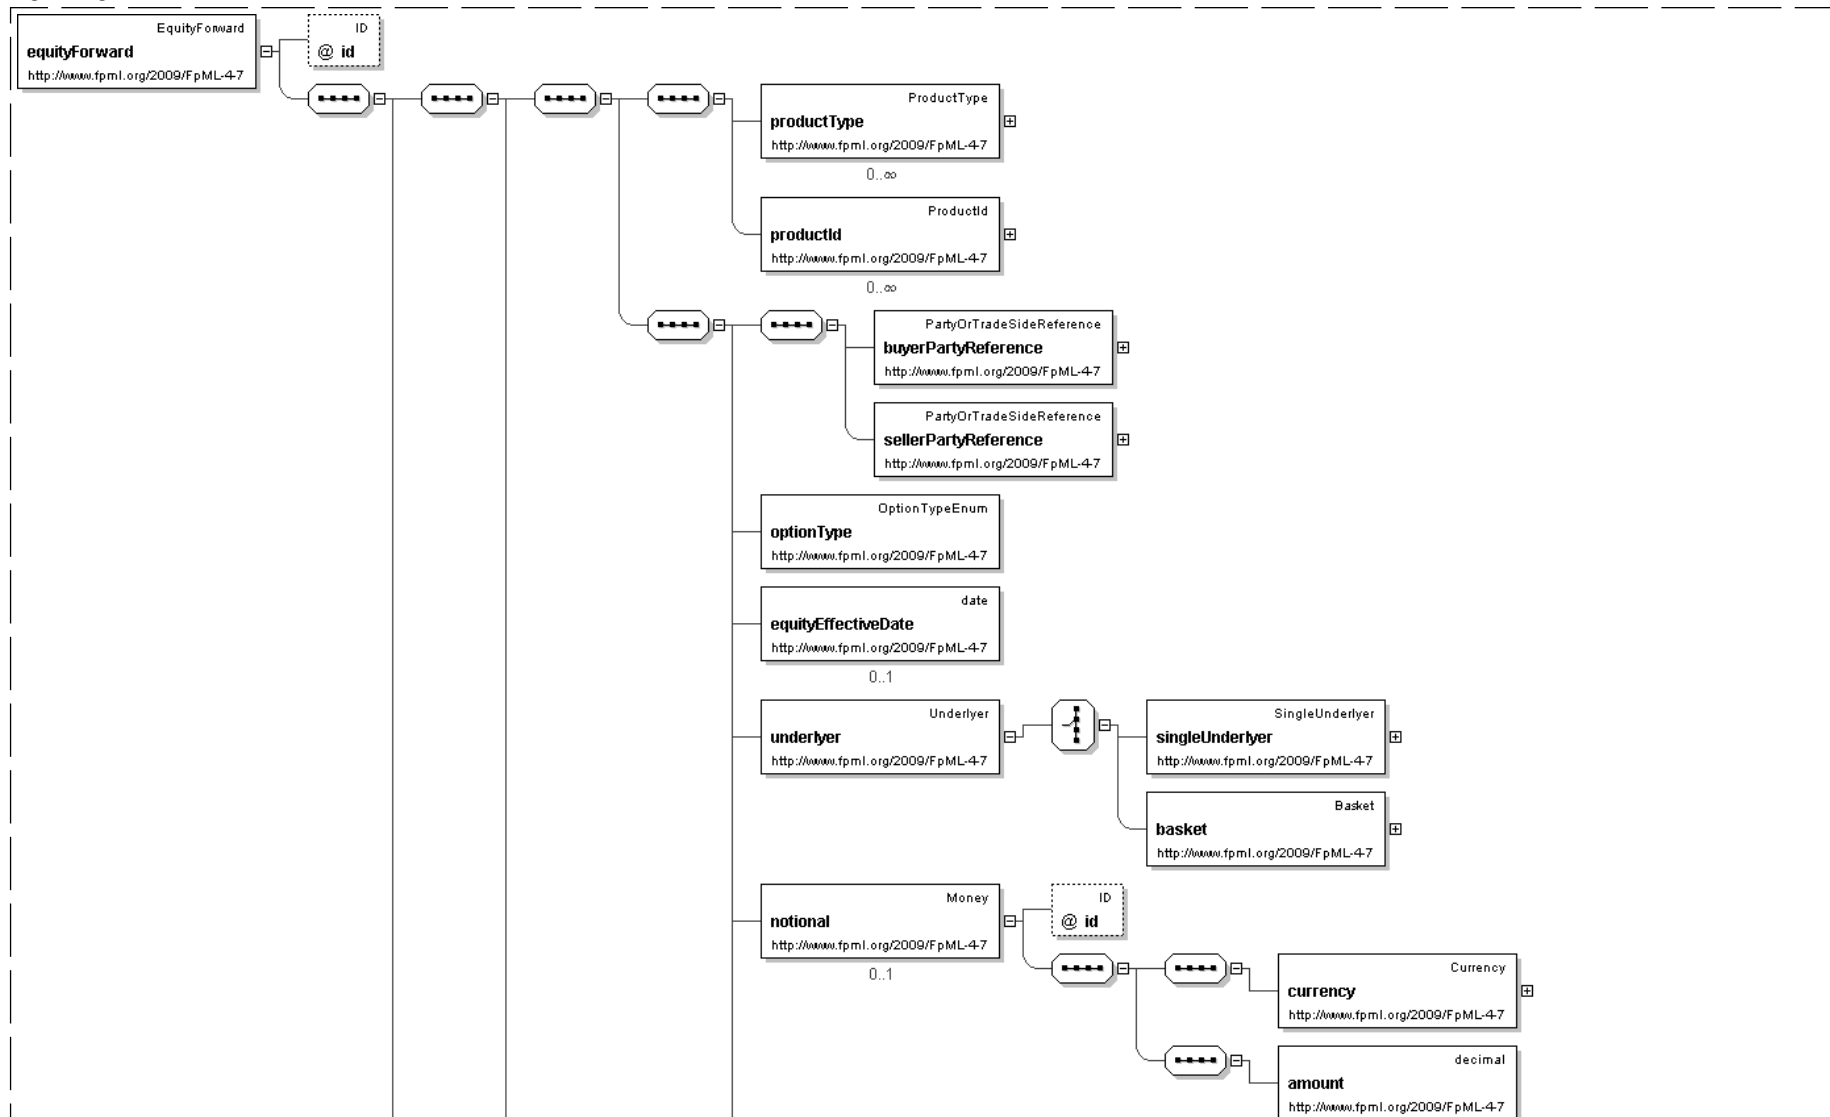 EquityForward
equityForward
http://www.fpml.org/2009/FpML-4-7
ID
@ id
ProductType
productType
http://www.fpml.org/2009/FpML-4-7
0..∞
ProductId
productId
http://www.fpml.org/2009/FpML-4-7
0..∞
PartyOrTradeSideReference
buyerPartyReference
http://www.fpml.org/2009/FpML-4-7
PartyOrTradeSideReference
sellerPartyReference
http://www.fpml.org/2009/FpML-4-7
OptionTypeEnum
optionType
http://www.fpml.org/2009/FpML-4-7
date
equityEffectiveDate
http://www.fpml.org/2009/FpML-4-7
0..1
Underlyer
underlyer
http://www.fpml.org/2009/FpML-4-7
SingleUnderlyer
singleUnderlyer
http://www.fpml.org/2009/FpML-4-7
Basket
basket
http://www.fpml.org/2009/FpML-4-7
Money
notional
http://www.fpml.org/2009/FpML-4-7
0..1
ID
@ id
Currency
currency
http://www.fpml.org/2009/FpML-4-7
decimal
amount
http://www.fpml.org/2009/FpML-4-7